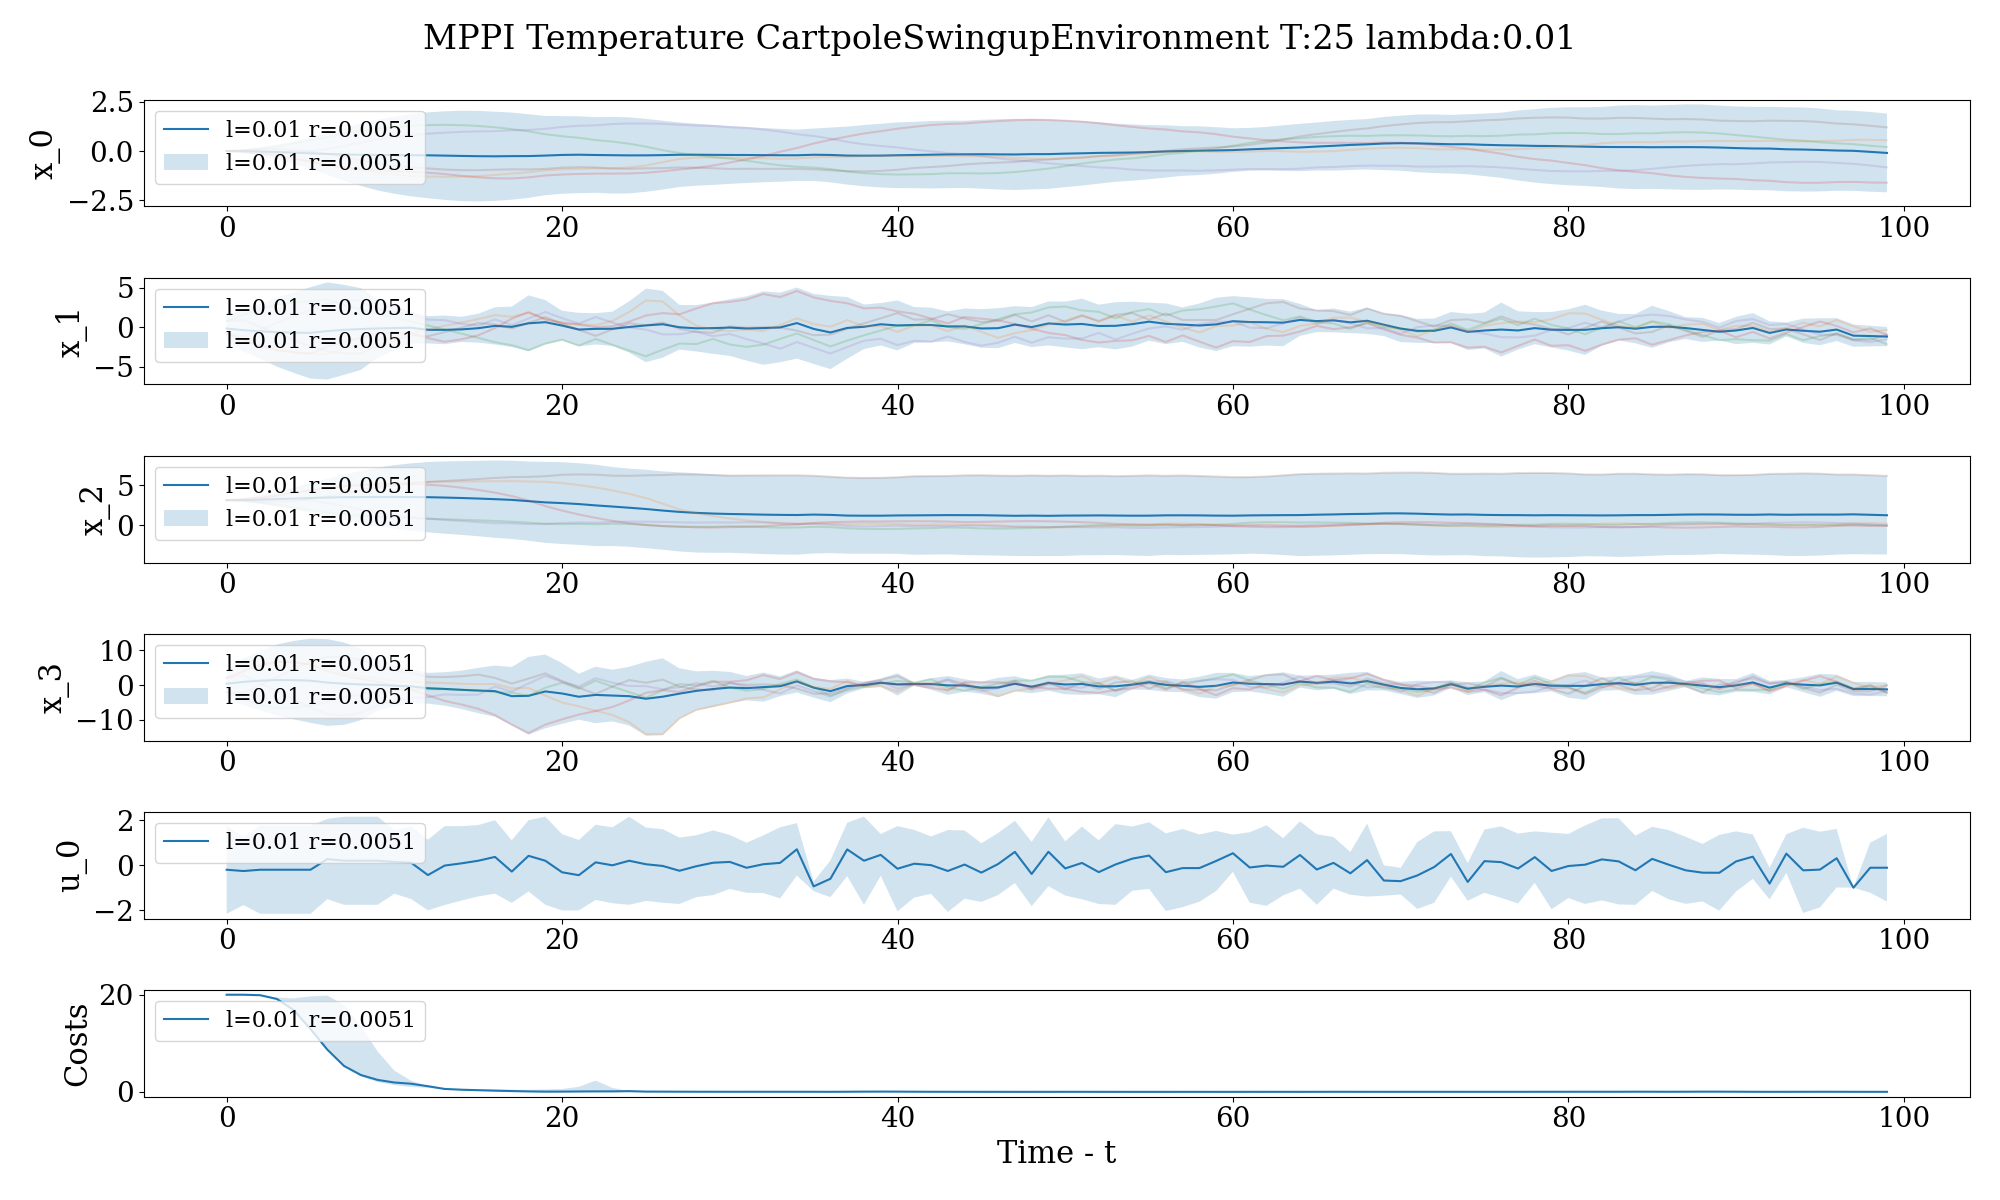 MPPI Temperature CartpoleSwingupEnvironment T:25 lambda:0.01
x_0
2.5
0.0
−2.5
l=0.01 r=0.0051
l=0.01 r=0.0051
0 20 40 60 80 100
x_1
5
0
−5
l=0.01 r=0.0051
l=0.01 r=0.0051
0 20 40 60 80 100
x_2
5
0
l=0.01 r=0.0051
l=0.01 r=0.0051
0 20 40 60 80 100
x_3
10
0
−10
l=0.01 r=0.0051
l=0.01 r=0.0051
0 20 40 60 80 100
u_0
2
0
−2
l=0.01 r=0.0051
0 20 40 60 80 100
Costs
20
0
l=0.01 r=0.0051
0 20 40 60 80 100
Time - t